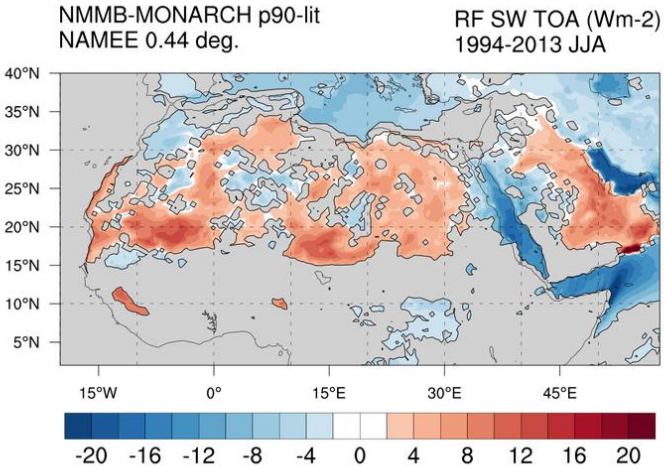 NMMB-MONARCH p90-lit
NAMEE 0.44 deg.
RF SW TOA (Wm-2)
1994-2013 JJA
40°N
35°N
30°N
25°N
20°N
15°N
10°N
5°N
15°W 0° 15°E 30°E 45°E
-20 -16 -12 -8 -4 0 4 8 12 16 20